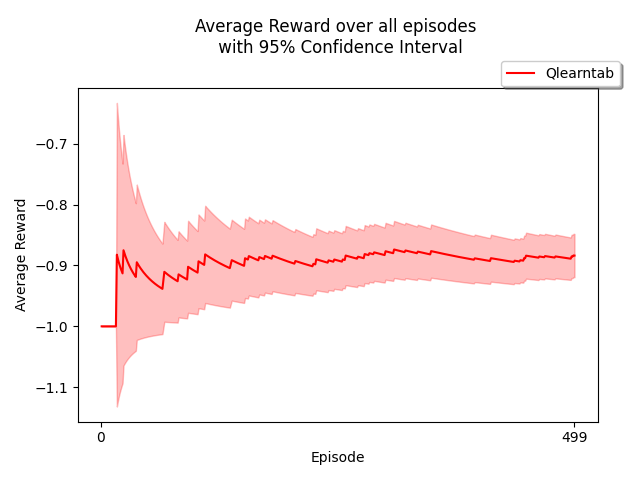 Average Reward over all episodes
with 95% Confidence Interval
Qlearntab
−0.7
−0.8
−0.9
−1.0
−1.1
Average Reward
0
499
Episode